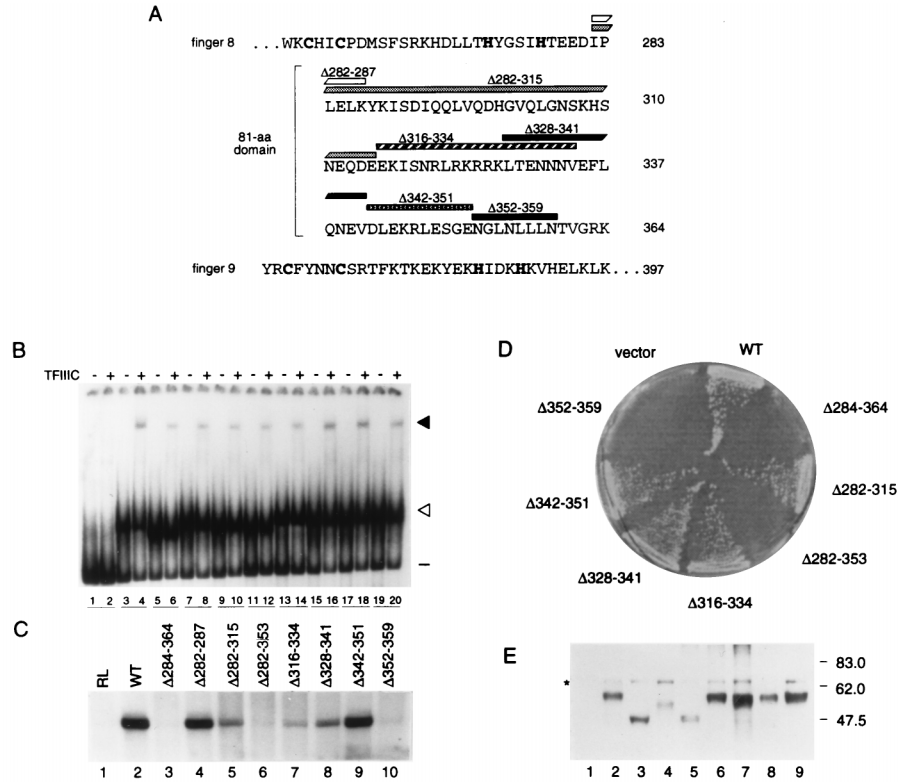 A
finger 8 ...WKCHICPDMSFSRKHDLLTHYGSIHTEEDIP 283
Δ282-287 Δ282-315
LELKYKISDIQQLVQDHGVQLGNSKHS 310
81-aa domain
Δ316-334 Δ328-341
NEQDEEKISNRLRKRRKLTENNNVEFL 337
Δ342-351 Δ352-359
QNEVDLEKRLESGENGLNLLLNTVGRK 364
finger 9 YRCFYNNCSRTFKTKEKYEKHIDKHKVHELKLK... 397
B
TFIIIC - + - + - + - + - + - + - + - + - + - +
1 2 3 4 5 6 7 8 9 10 11 12 13 14 15 16 17 18 19 20
C
RL WT Δ284-364 Δ282-287 Δ282-315 Δ282-353 Δ316-334 Δ328-341 Δ342-351 Δ352-359
1 2 3 4 5 6 7 8 9 10
D
vector WT
Δ352-359 Δ284-364
Δ342-351 Δ282-315
Δ328-341 Δ282-353
Δ316-334
E
* - 83.0
- 62.0
- 47.5
1 2 3 4 5 6 7 8 9